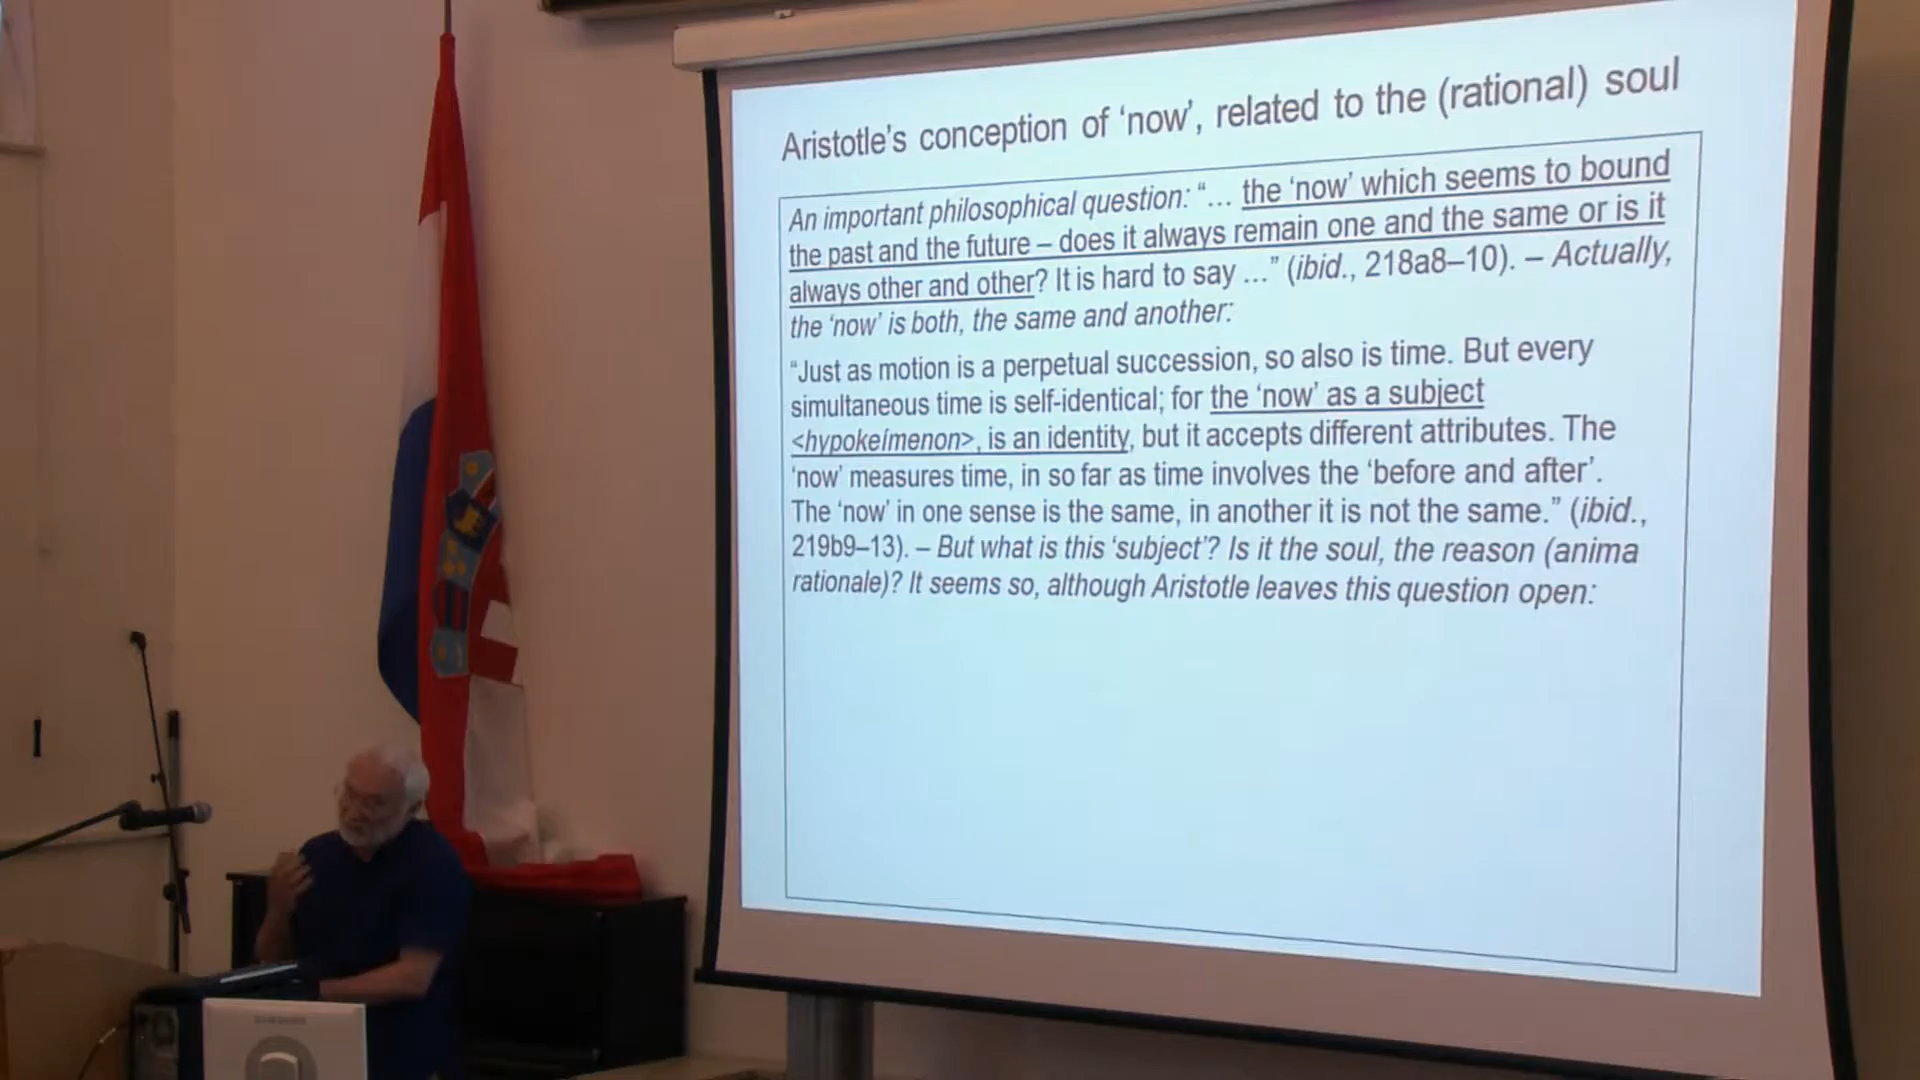 Aristotle’s conception of ‘now’, related to the (rational) soul
An important philosophical question: “… the ‘now’ which seems to bound
the past and the future – does it always remain one and the same or is it
always other and other? It is hard to say …” (ibid., 218a8–10). – Actually,
the ‘now’ is both, the same and another:
“Just as motion is a perpetual succession, so also is time. But every
simultaneous time is self-identical; for the ‘now’ as a subject
<hypokeímenon>, is an identity, but it accepts different attributes. The
‘now’ measures time, in so far as time involves the ‘before and after’.
The ‘now’ in one sense is the same, in another it is not the same.” (ibid.,
219b9–13). – But what is this ‘subject’? Is it the soul, the reason (anima
rationale)? It seems so, although Aristotle leaves this question open:
SAMSUNG